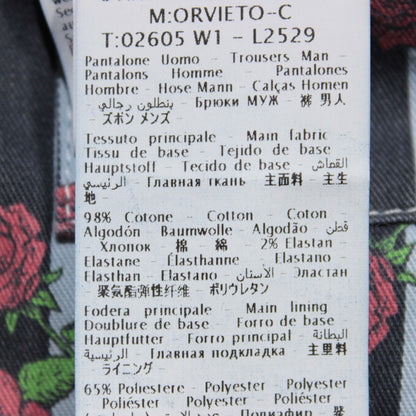 M:ORVIETO-C
T:02605 W1 - L2529
Pantalone Uomo - Trousers Man -
Pantalons Homme - Pantalones
Hombre - Hose Mann - Calças Homen
- بنطلون رجالي - Брюки МУЖ - 裤 男人
- ズボン メンズ
Tessuto principale - Main fabric -
Tissu de base - Tejido de base -
Hauptstoff - Tecido de base - القماش
الرئيسي - Главная ткань - 主面料 - 主生
地 -
98% Cotone - Cotton - Coton -
Algodón Baumwolle - Algodão - قطن
- Хлопок 棉 - 綿 - 2% Elastan -
Elastane - Élasthanne - Elastano -
Elasthan - Elastano - الاستان - Эластан
聚氨酯弹性纤维 - ポリウレタン
Fodera principale - Main lining -
Doublure de base - Forro de base -
Hauptfutter - Forro principal - البطانة
الرئيسية - Главная подкладка - 主里料
- ライニング -
65% Poliestere - Polyester - Polyester
- Poliéster - Polyester - Poliéster -